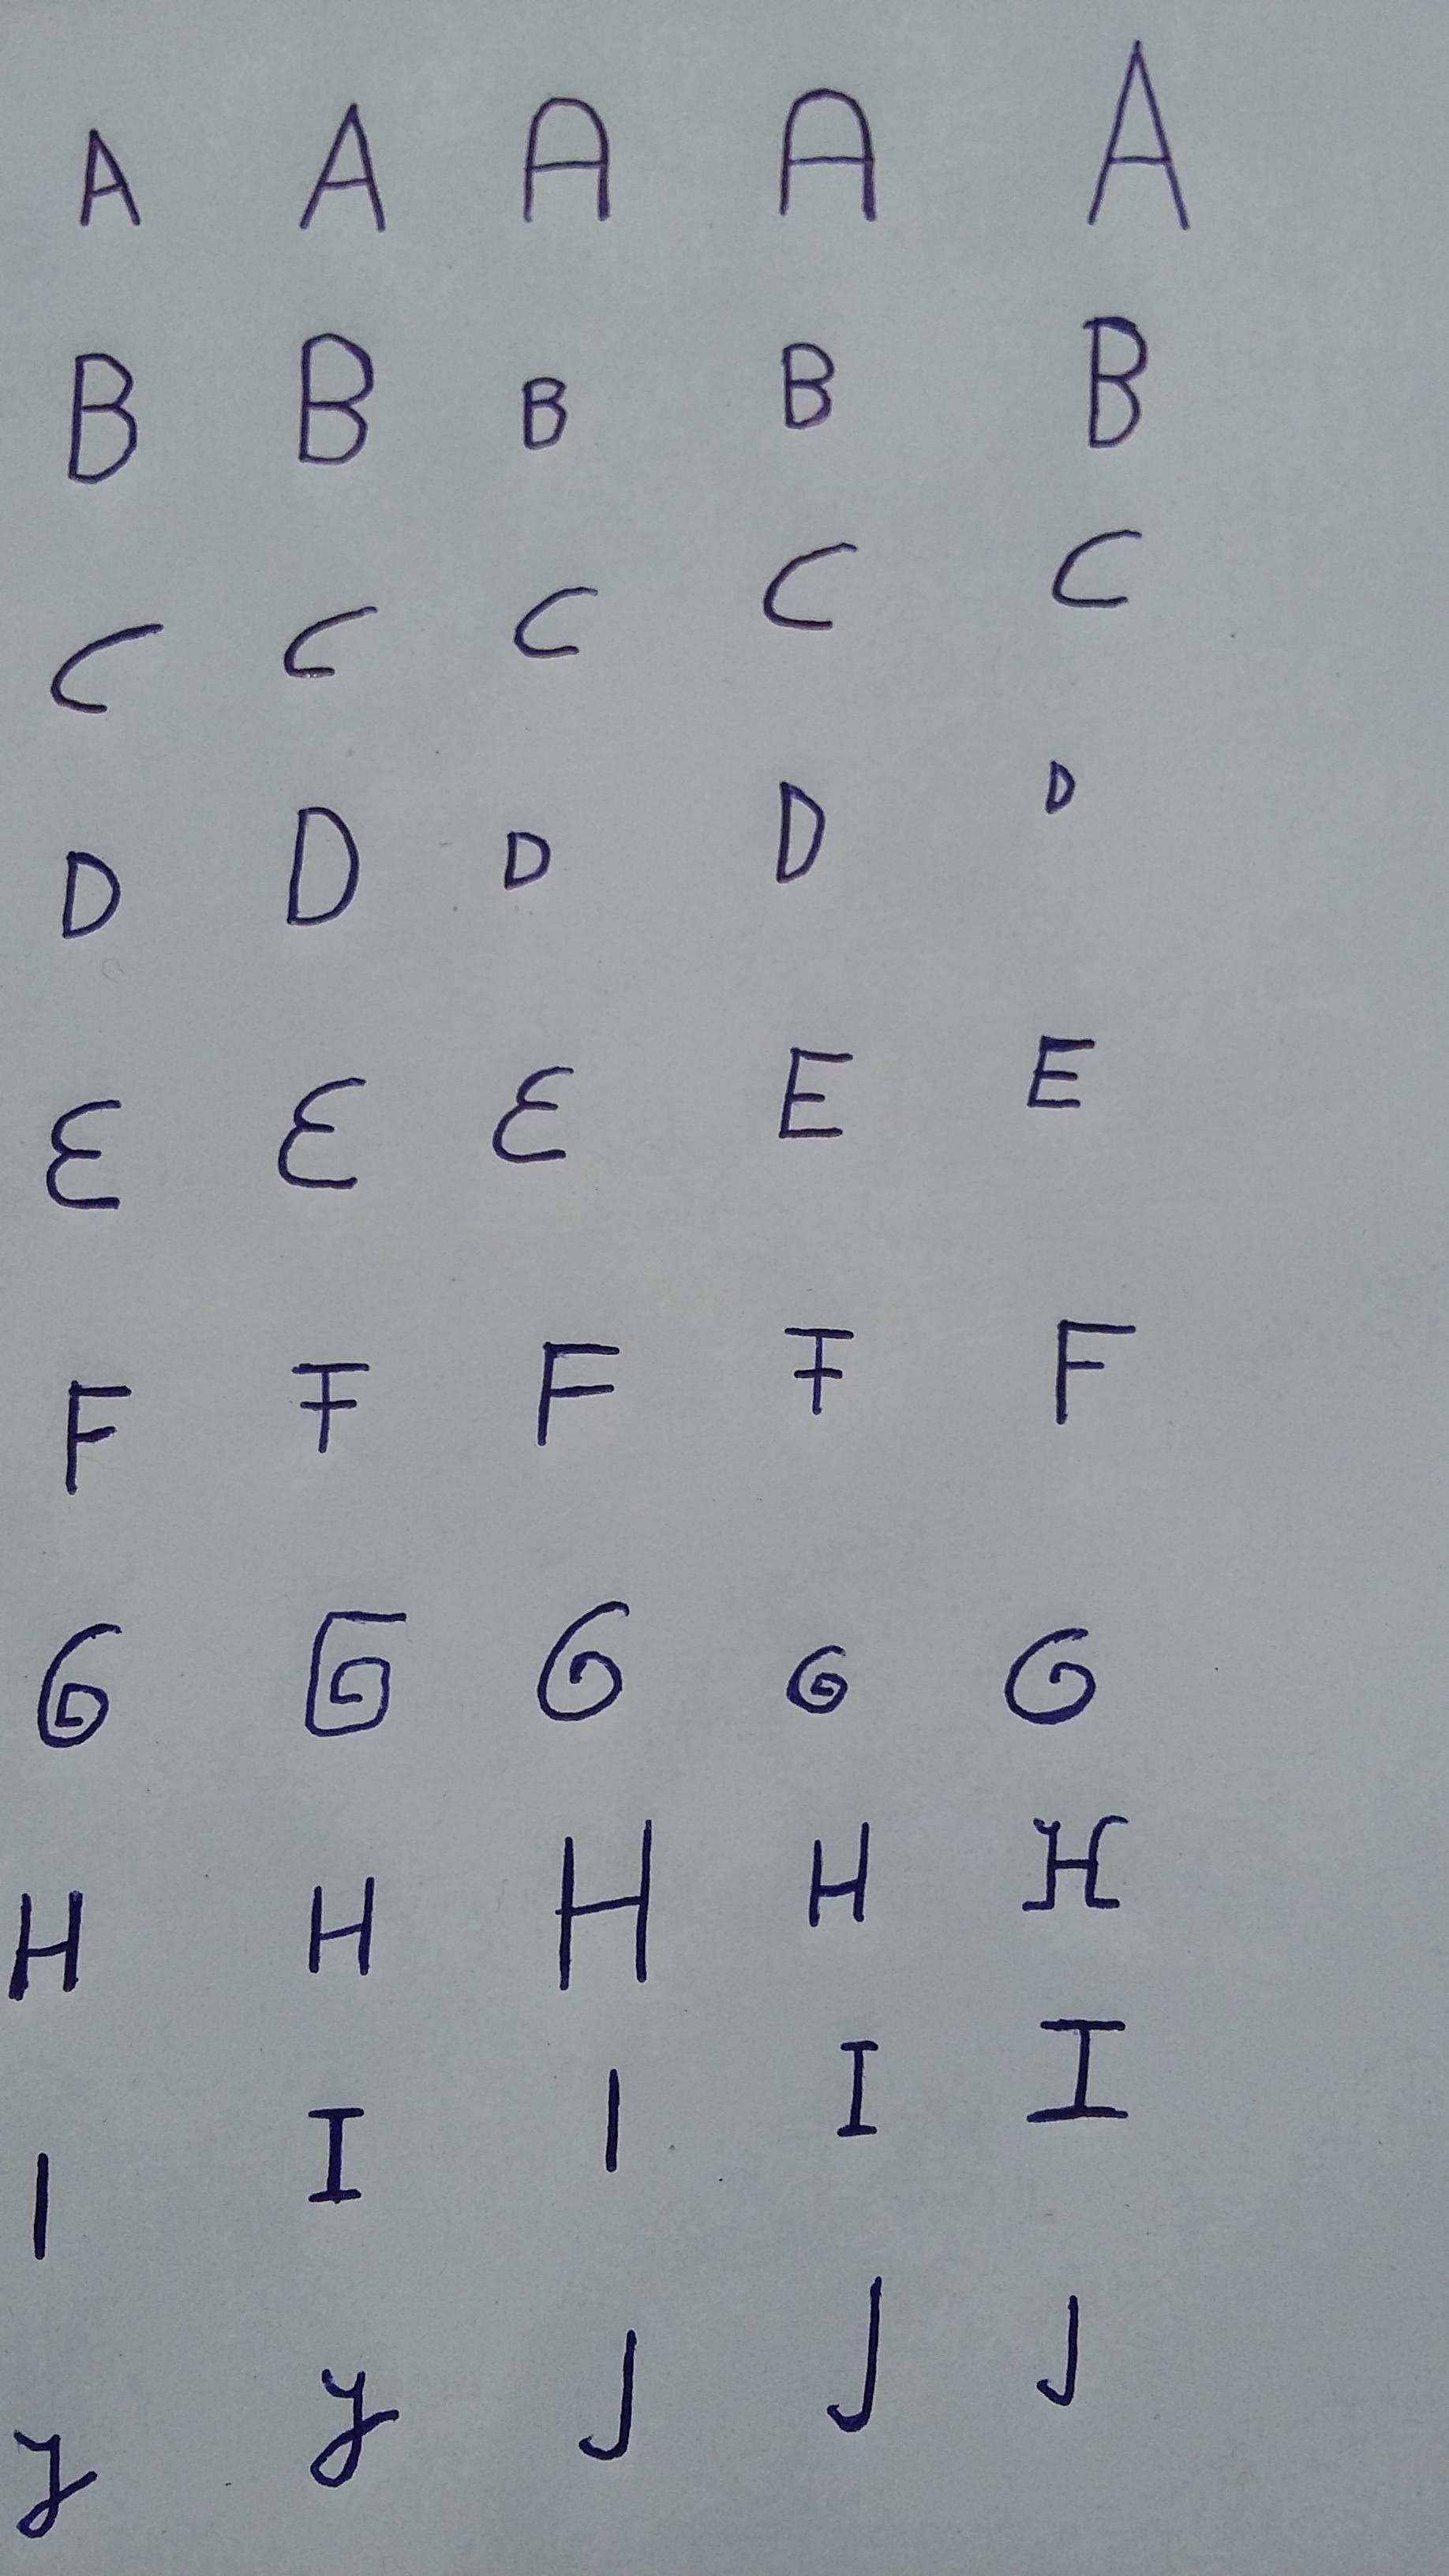 A A A A A
B B B B B
C C C C C
D D D D D
E E E E E
F F F F F
G G G G G
H H H H H
I I I I I
J J J J J